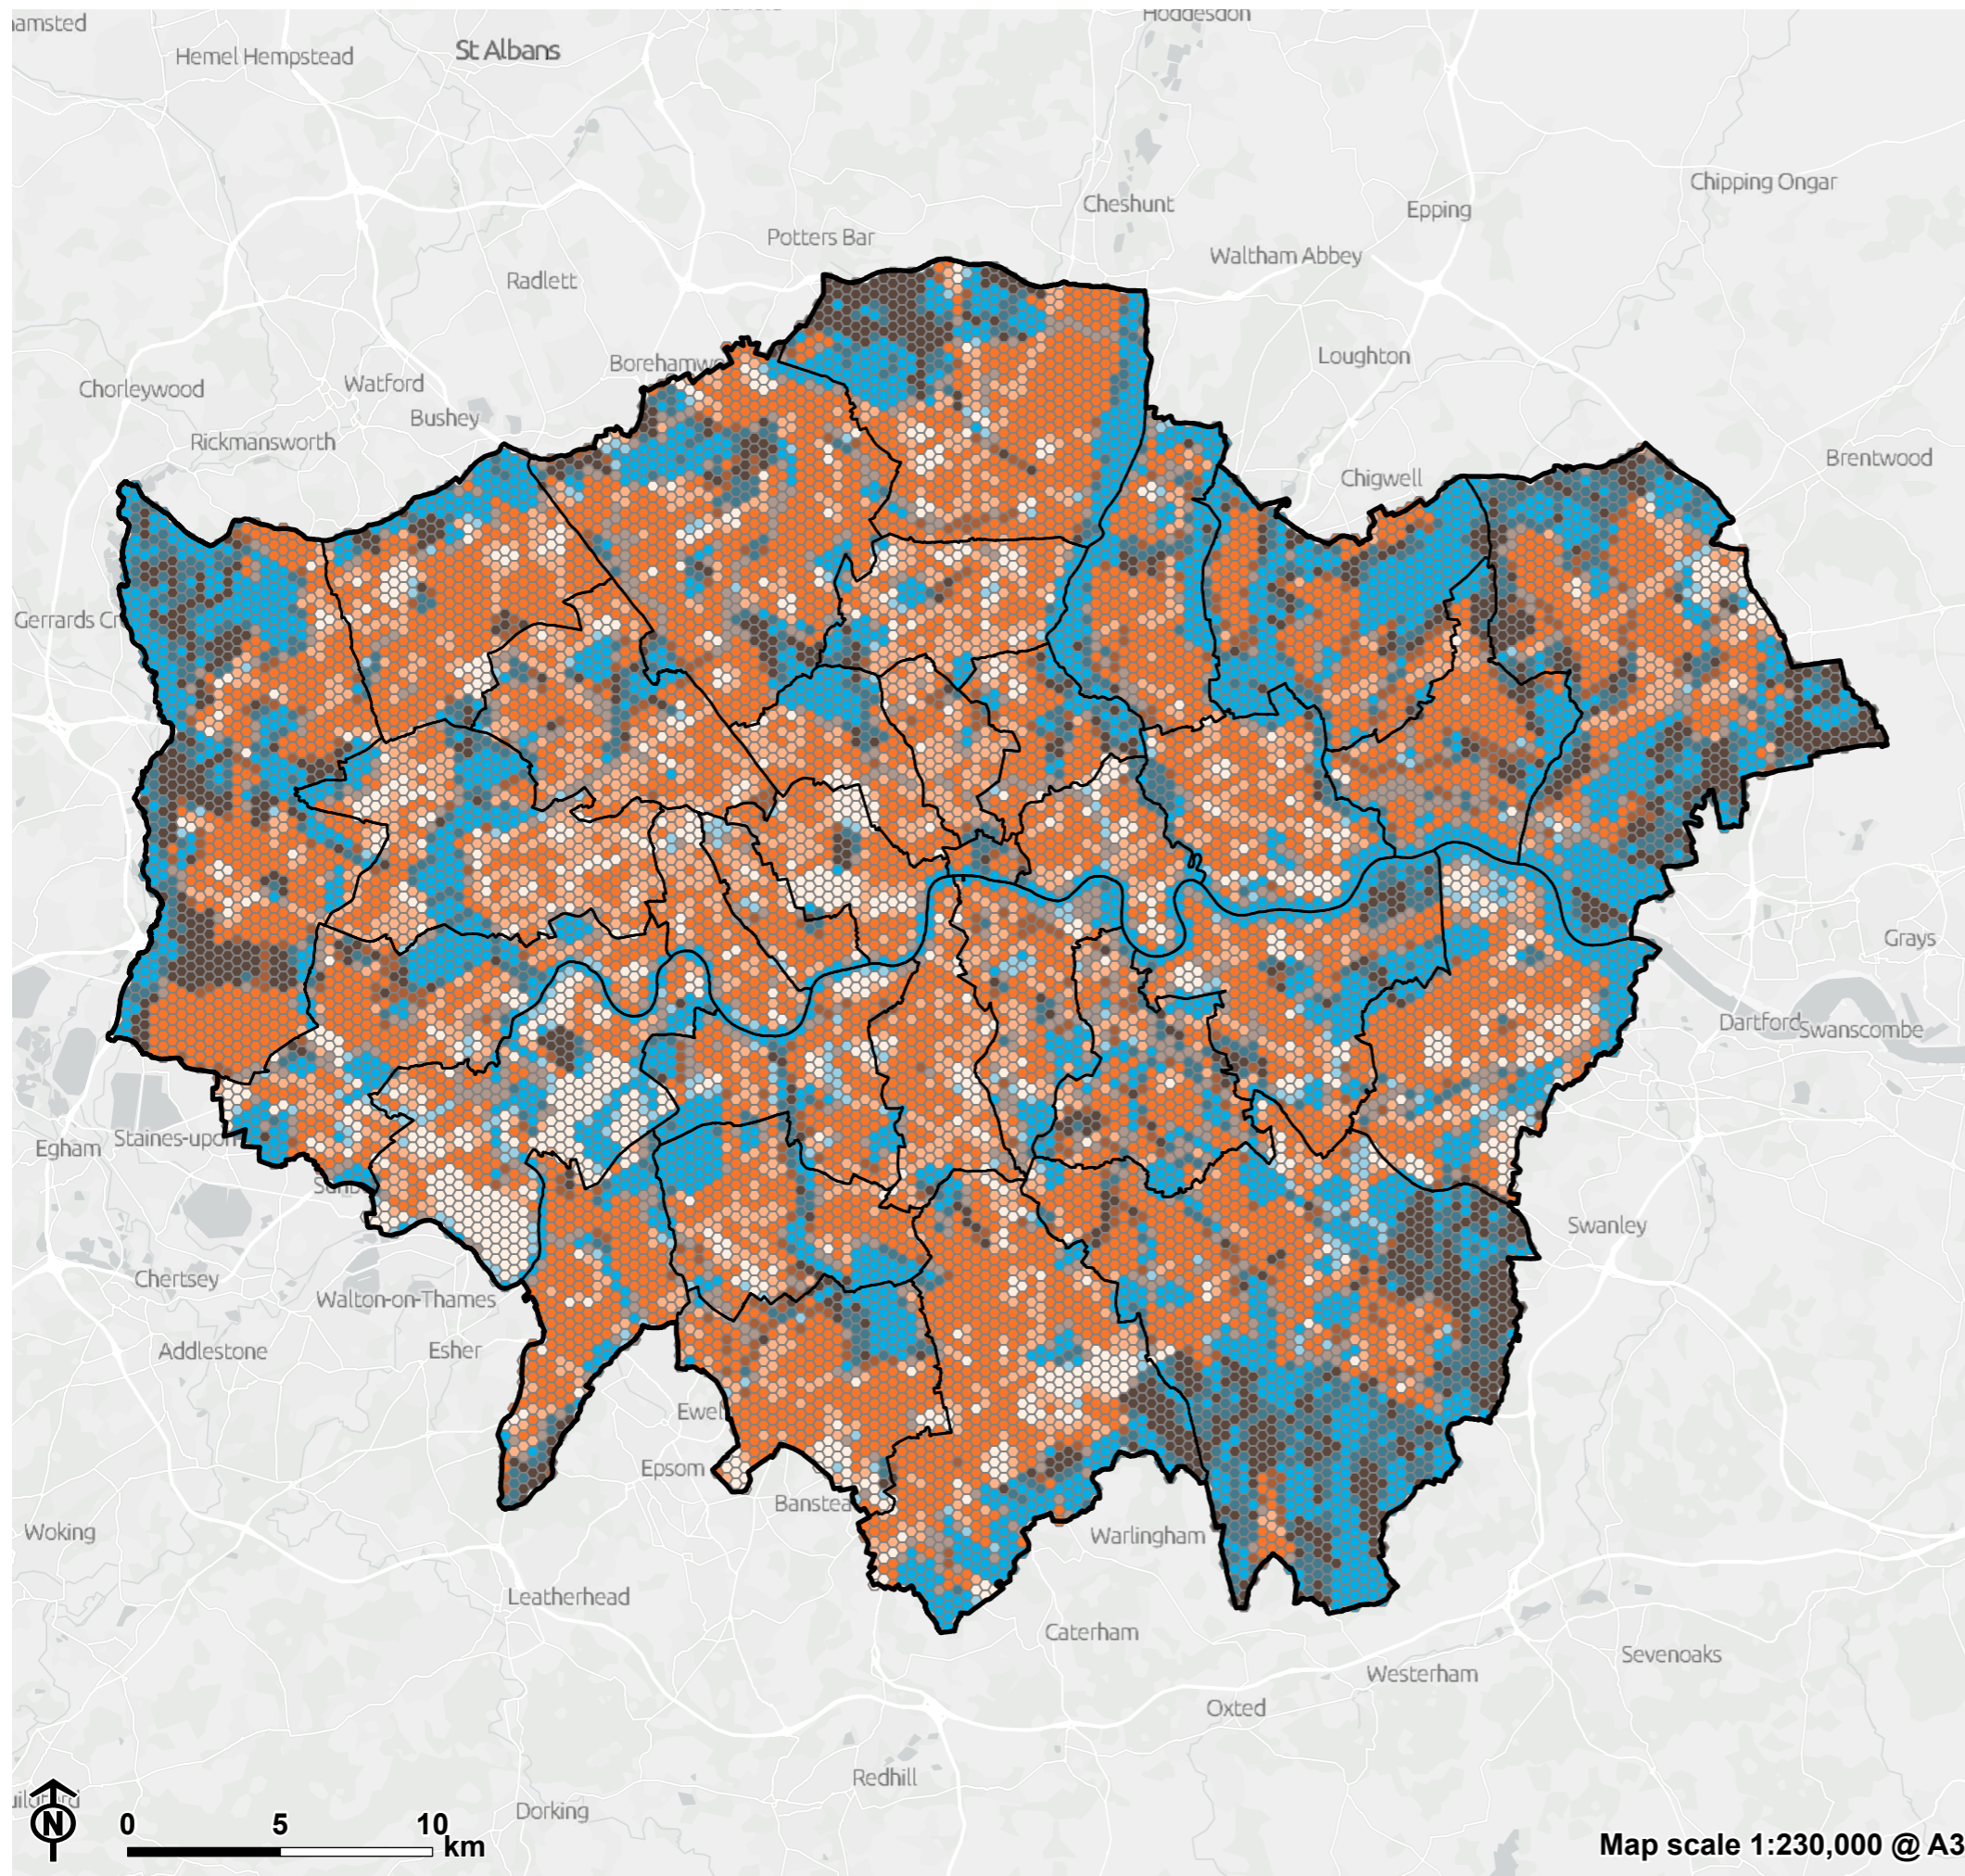 Hoddesdon
Hemel Hempstead
St Albans
Chipping Ongar
Cheshunt
Epping
Potters Bar
Waltham Abbey
Radlett
Loughton
Borehamwo
Watford
Chorleywood
Bushey
Rickmansworth
Brentwood
Chigwell
Gerrards Cr
Grays
Dartford
Swanscombe
Egham
Staines-upon
Sunb
Swanley
Chertsey
Walton-on-Thames
Addlestone
Esher
Ewel
Epsom
Banstea
Woking
Warlingham
Leatherhead
Caterham
Sevenoaks
Westerham
Oxted
Redhill
Dorking
N
0 5 10
km
Map scale 1:230,000 @ A3